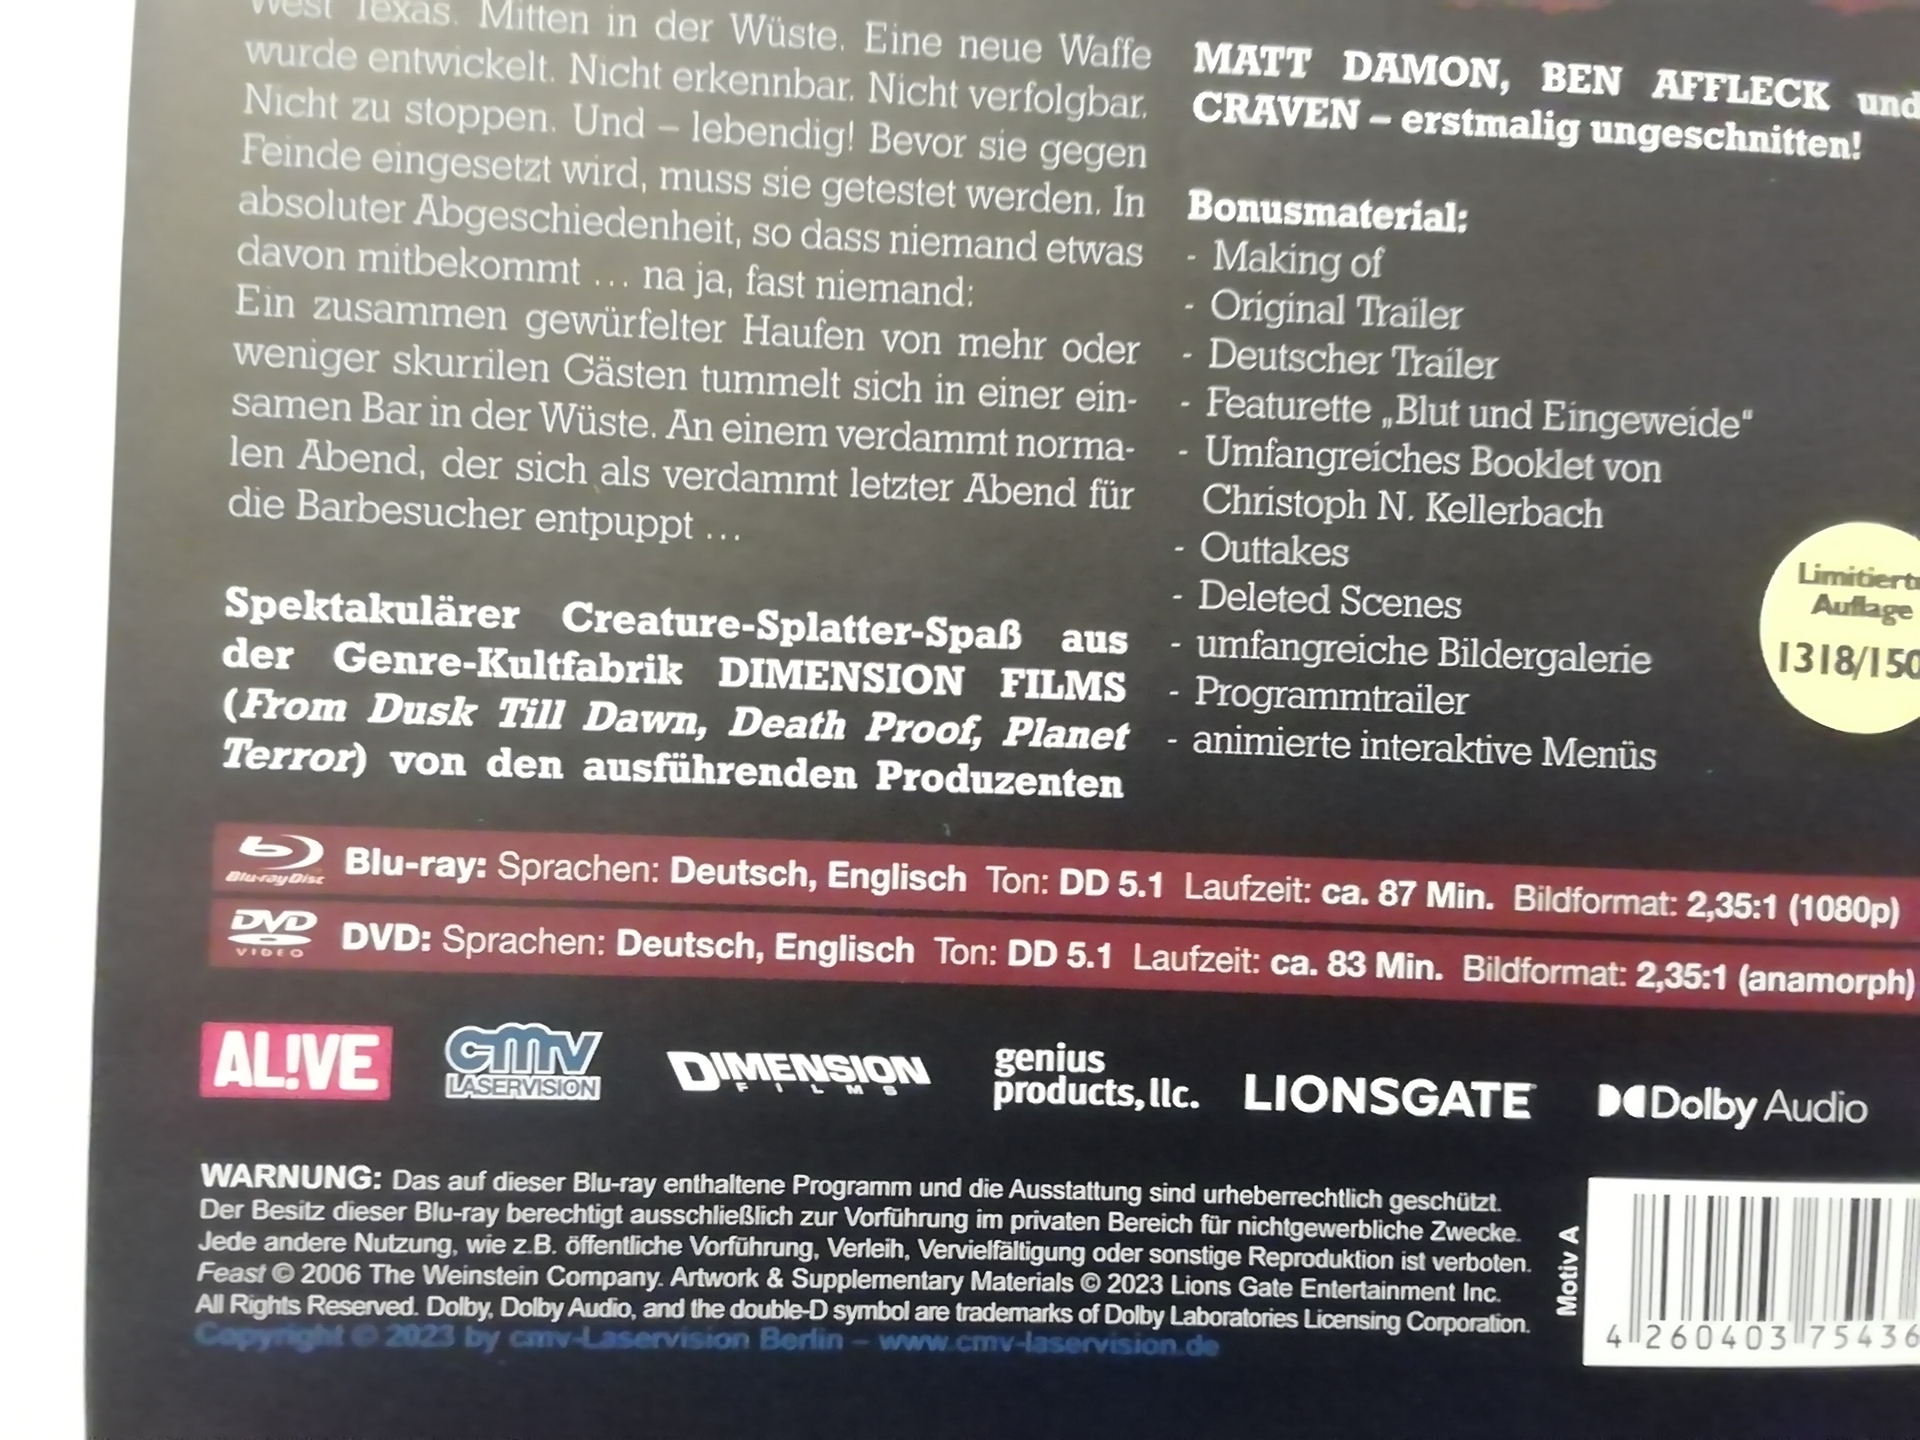 West Texas. Mitten in der Wüste. Eine neue Waffe
wurde entwickelt. Nicht erkennbar. Nicht verfolgbar.
Nicht zu stoppen. Und – lebendig! Bevor sie gegen
Feinde eingesetzt wird, muss sie getestet werden. In
absoluter Abgeschiedenheit, so dass niemand etwas
davon mitbekommt ... na ja, fast niemand:
Ein zusammen gewürfelter Haufen von mehr oder
weniger skurrilen Gästen tummelt sich in einer ein-
samen Bar in der Wüste. An einem verdammt norma-
len Abend, der sich als verdammt letzter Abend für
die Barbesucher entpuppt ...
Spektakulärer Creature-Splatter-Spaß aus
der Genre-Kultfabrik DIMENSION FILMS
(From Dusk Till Dawn, Death Proof, Planet
Terror) von den ausführenden Produzenten
MATT DAMON, BEN AFFLECK und
CRAVEN – erstmalig ungeschnitten!
Bonusmaterial:
- Making of
- Original Trailer
- Deutscher Trailer
- Featurette „Blut und Eingeweide"
- Umfangreiches Booklet von
Christoph N. Kellerbach
- Outtakes
- Deleted Scenes
- umfangreiche Bildergalerie
- Programmtrailer
- animierte interaktive Menüs
Limitierte
Auflage
1318/150
Blu-ray Disc Blu-ray: Sprachen: Deutsch, Englisch Ton: DD 5.1 Laufzeit: ca. 87 Min. Bildformat: 2,35:1 (1080p)
DVD VIDEO DVD: Sprachen: Deutsch, Englisch Ton: DD 5.1 Laufzeit: ca. 83 Min. Bildformat: 2,35:1 (anamorph)
AL!VE
cmv
LASERVISION
DIMENSION
FILMS
genius
products, llc.
LIONSGATE
Dolby Audio
WARNUNG: Das auf dieser Blu-ray enthaltene Programm und die Ausstattung sind urheberrechtlich geschützt.
Der Besitz dieser Blu-ray berechtigt ausschließlich zur Vorführung im privaten Bereich für nichtgewerbliche Zwecke.
Jede andere Nutzung, wie z.B. öffentliche Vorführung, Verleih, Vervielfältigung oder sonstige Reproduktion ist verboten.
Feast © 2006 The Weinstein Company. Artwork & Supplementary Materials © 2023 Lions Gate Entertainment Inc.
All Rights Reserved. Dolby, Dolby Audio, and the double-D symbol are trademarks of Dolby Laboratories Licensing Corporation.
Copyright © 2023 by cmv-Laservision Berlin – www.cmv-laservision.de
Motiv A
4 260403 75436